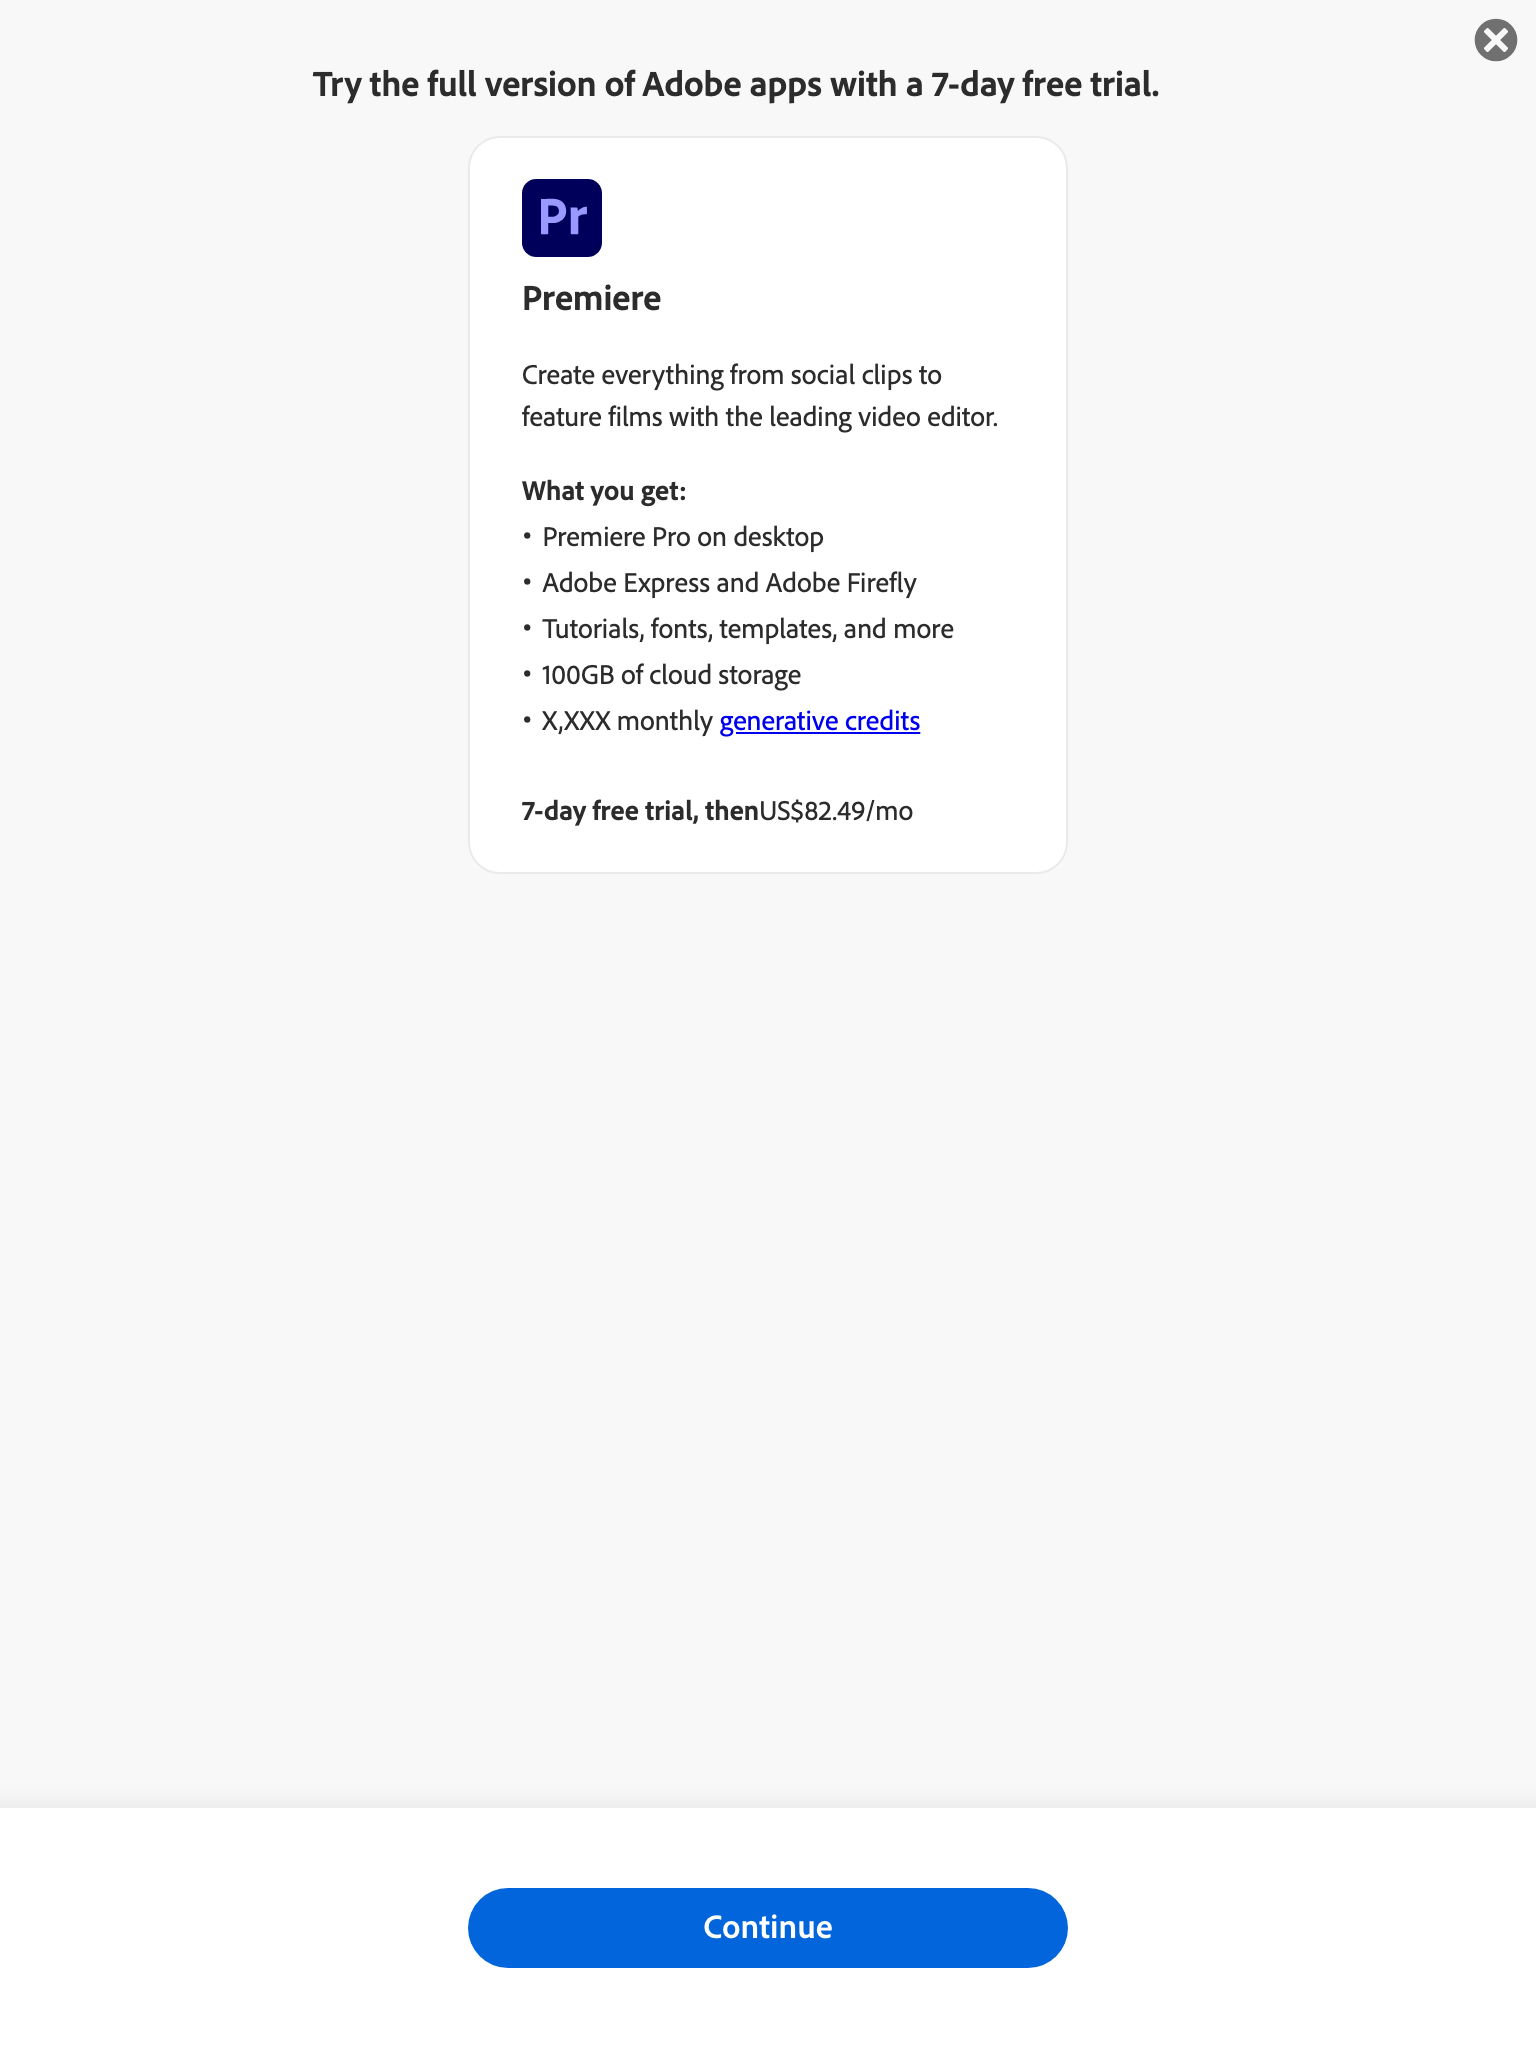 Try the full version of Adobe apps with a 7-day free trial.
Pr
Premiere
Create everything from social clips to
feature films with the leading video editor.
What you get:
• Premiere Pro on desktop
• Adobe Express and Adobe Firefly
• Tutorials, fonts, templates, and more
• 100GB of cloud storage
• X,XXX monthly generative credits
7-day free trial, thenUS$82.49/mo
Continue